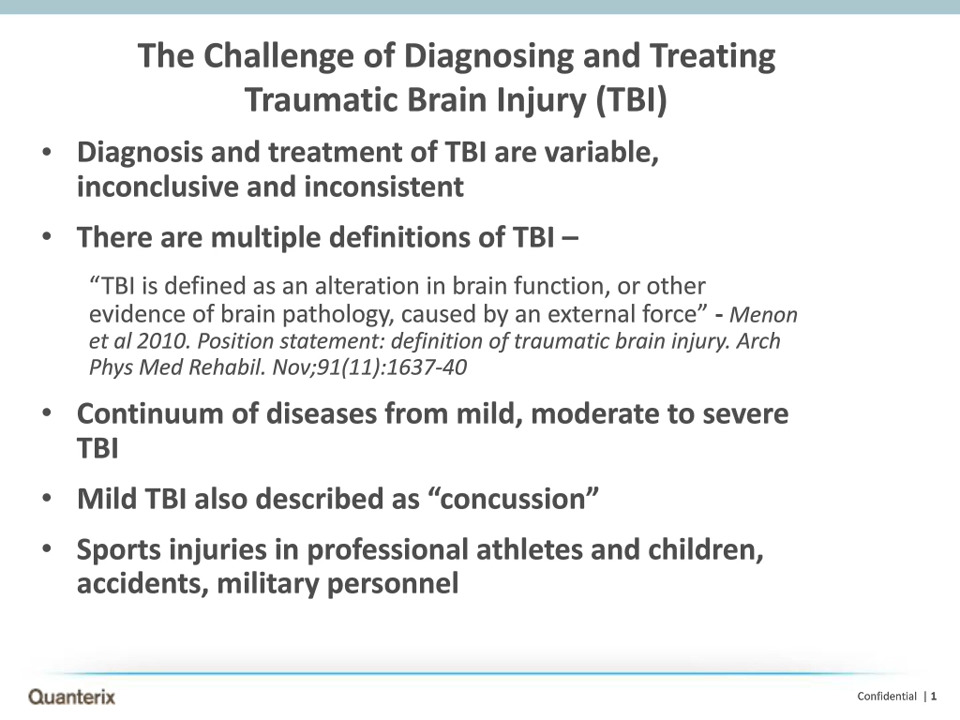 The Challenge of Diagnosing and Treating
Traumatic Brain Injury (TBI)
• Diagnosis and treatment of TBI are variable,
inconclusive and inconsistent
• There are multiple definitions of TBI –
“TBI is defined as an alteration in brain function, or other
evidence of brain pathology, caused by an external force” - Menon
et al 2010. Position statement: definition of traumatic brain injury. Arch
Phys Med Rehabil. Nov;91(11):1637-40
• Continuum of diseases from mild, moderate to severe
TBI
• Mild TBI also described as “concussion”
• Sports injuries in professional athletes and children,
accidents, military personnel
Quanterix
Confidential | 1